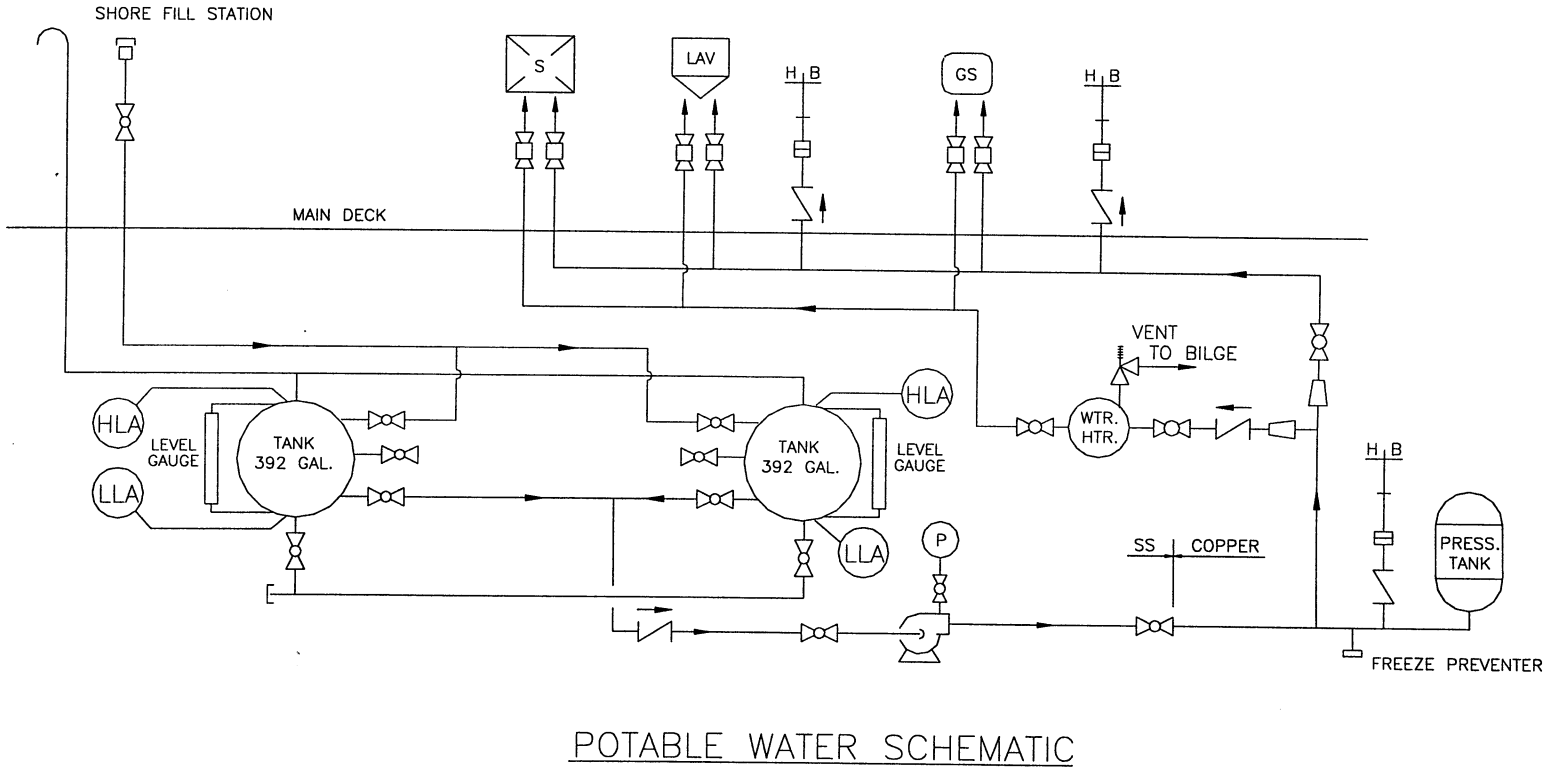 SHORE FILL STATION
S
LAV
H B
GS
H B
MAIN DECK
VENT
TO BILGE
HLA
LEVEL
GAUGE
TANK
392 GAL.
LLA
HLA
TANK
392 GAL.
LEVEL
GAUGE
LLA
WTR.
HTR.
H B
P
SS
COPPER
PRESS.
TANK
FREEZE PREVENTER
POTABLE WATER SCHEMATIC